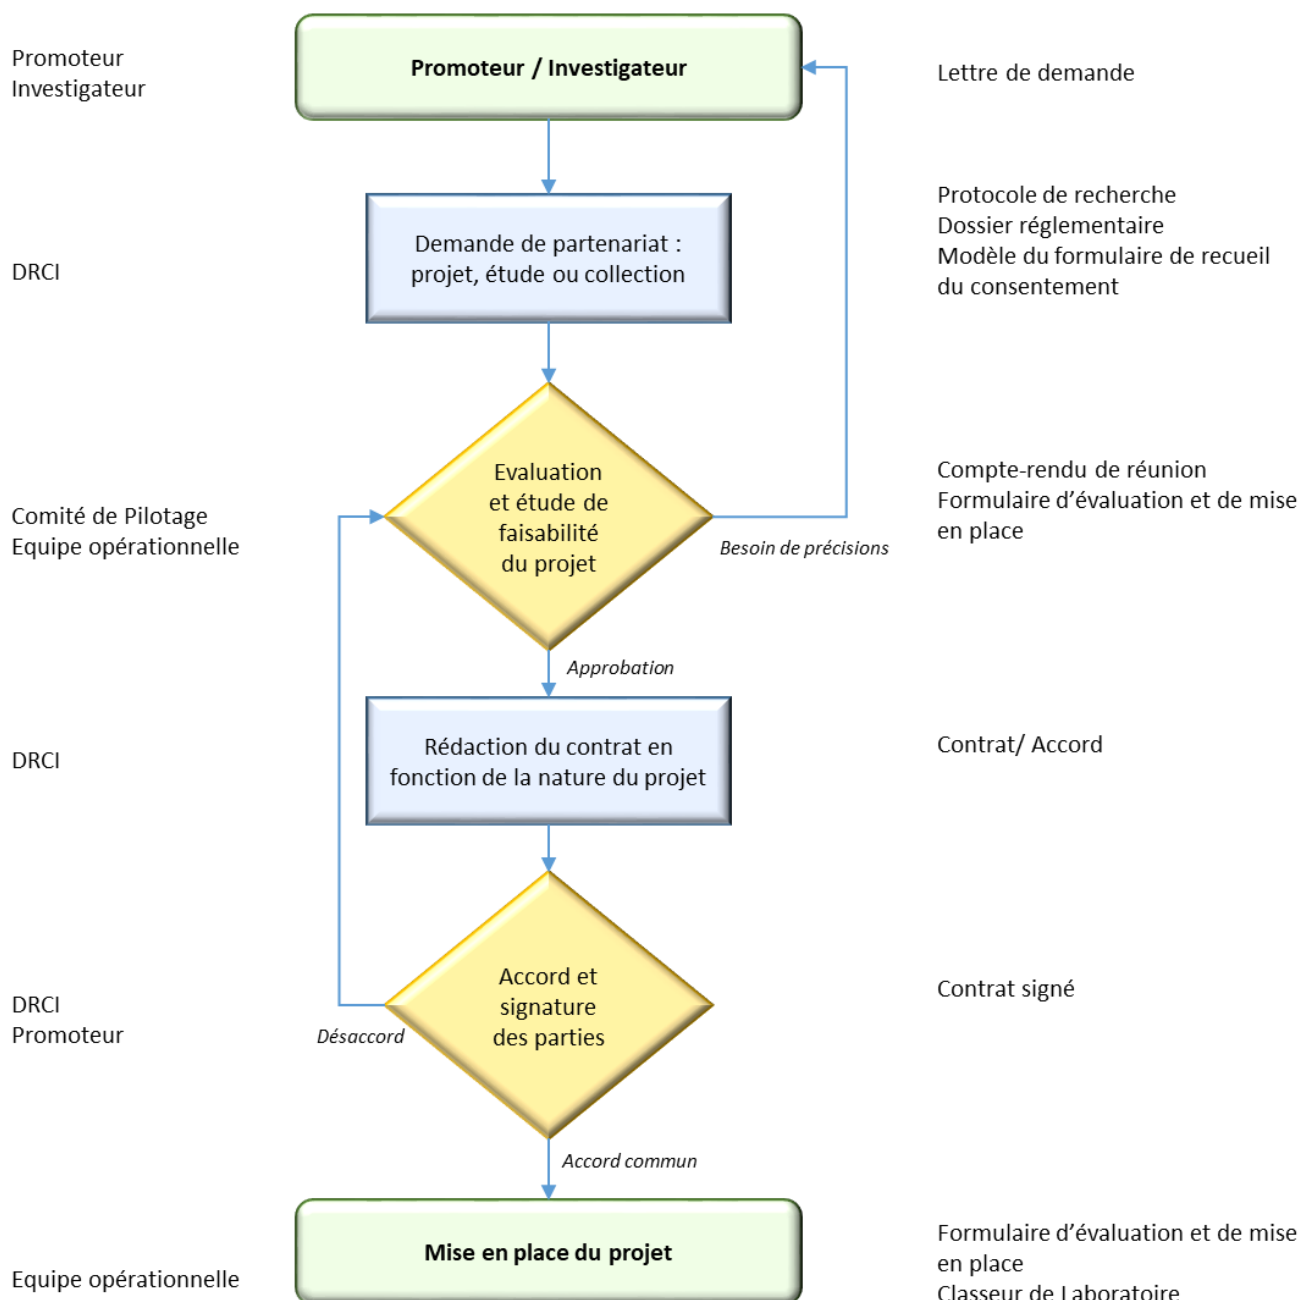 Promoteur
Investigateur
Promoteur / Investigateur
Lettre de demande
DRCI
Demande de partenariat :
projet, étude ou collection
Protocole de recherche
Dossier réglementaire
Modèle du formulaire de recueil
du consentement
Comité de Pilotage
Equipe opérationnelle
Evaluation
et étude de
faisabilité
du projet
Besoin de précisions
Compte-rendu de réunion
Formulaire d’évaluation et de mise
en place
Approbation
DRCI
Rédaction du contrat en
fonction de la nature du projet
Contrat/ Accord
DRCI
Promoteur
Désaccord
Accord et
signature
des parties
Contrat signé
Accord commun
Equipe opérationnelle
Mise en place du projet
Formulaire d’évaluation et de mise
en place
Classeur de Laboratoire